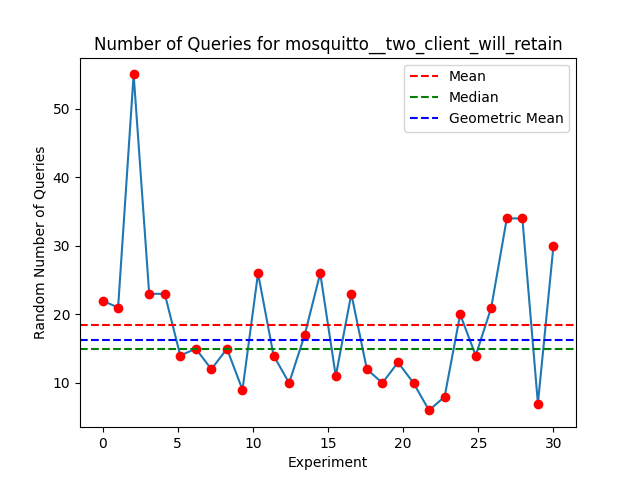 Number of Queries for mosquitto__two_client_will_retain
Mean
Median
Geometric Mean
Random Number of Queries
50
40
30
20
10
0
5
10
15
20
25
30
Experiment